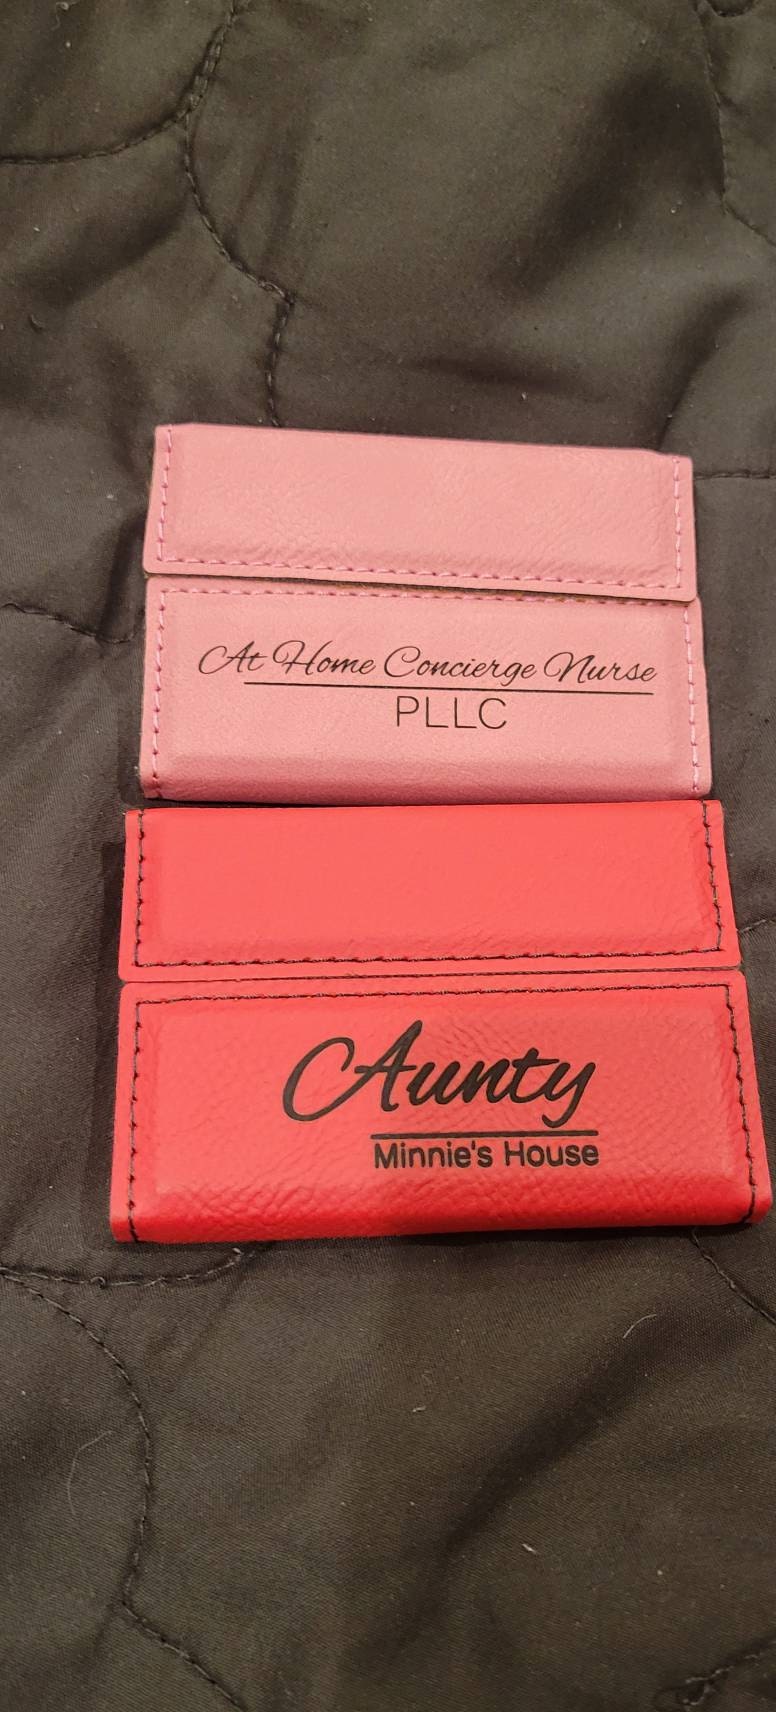 At Home Concierge Nurse
PLLC
Aunty
Minnie's House